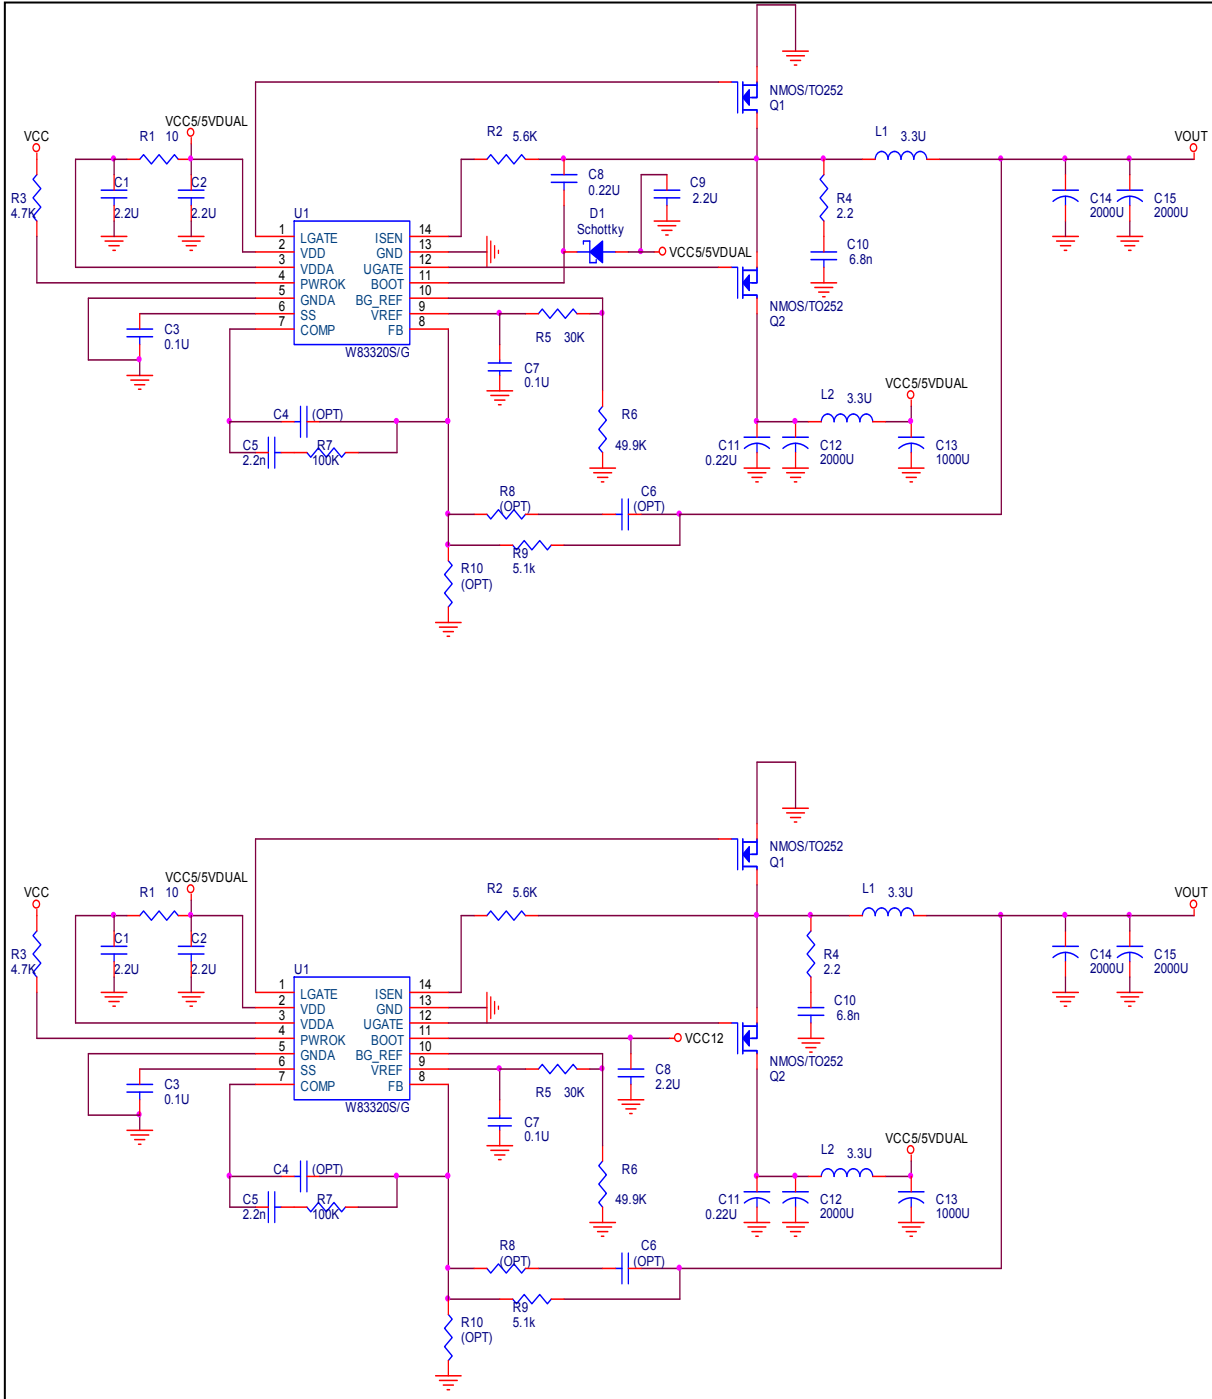 NMOS/TO252
Q1
VCC
R1 10
VCC5/5VDUAL
R2 5.6K
L1 3.3U
VOUT
R3
4.7K
C1
2.2U
C2
2.2U
C8
0.22U
C9
2.2U
R4
2.2
C14
2000U
C15
2000U
D1
Schottky
VCC5/5VDUAL
C10
6.8n
U1
1 LGATE ISEN 14
2 VDD GND 13
3 VDDA UGATE 12
4 PWROK BOOT 11
5 GNDA BG_REF 10
6 SS VREF 9
7 COMP FB 8
W83320S/G
NMOS/TO252
Q2
C3
0.1U
R5 30K
C7
0.1U
C4 (OPT)
C5
2.2n
R7
100K
R6
49.9K
L2 3.3U
VCC5/5VDUAL
C11
0.22U
C12
2000U
C13
1000U
R8
(OPT)
C6
(OPT)
R9
5.1k
R10
(OPT)
NMOS/TO252
Q1
VCC
R1 10
VCC5/5VDUAL
R2 5.6K
L1 3.3U
VOUT
R3
4.7K
C1
2.2U
C2
2.2U
R4
2.2
C14
2000U
C15
2000U
C10
6.8n
U1
1 LGATE ISEN 14
2 VDD GND 13
3 VDDA UGATE 12
4 PWROK BOOT 11
5 GNDA BG_REF 10
6 SS VREF 9
7 COMP FB 8
W83320S/G
VCC12
NMOS/TO252
Q2
C3
0.1U
R5 30K
C8
2.2U
C7
0.1U
C4 (OPT)
C5
2.2n
R7
100K
R6
49.9K
L2 3.3U
VCC5/5VDUAL
C11
0.22U
C12
2000U
C13
1000U
R8
(OPT)
C6
(OPT)
R9
5.1k
R10
(OPT)